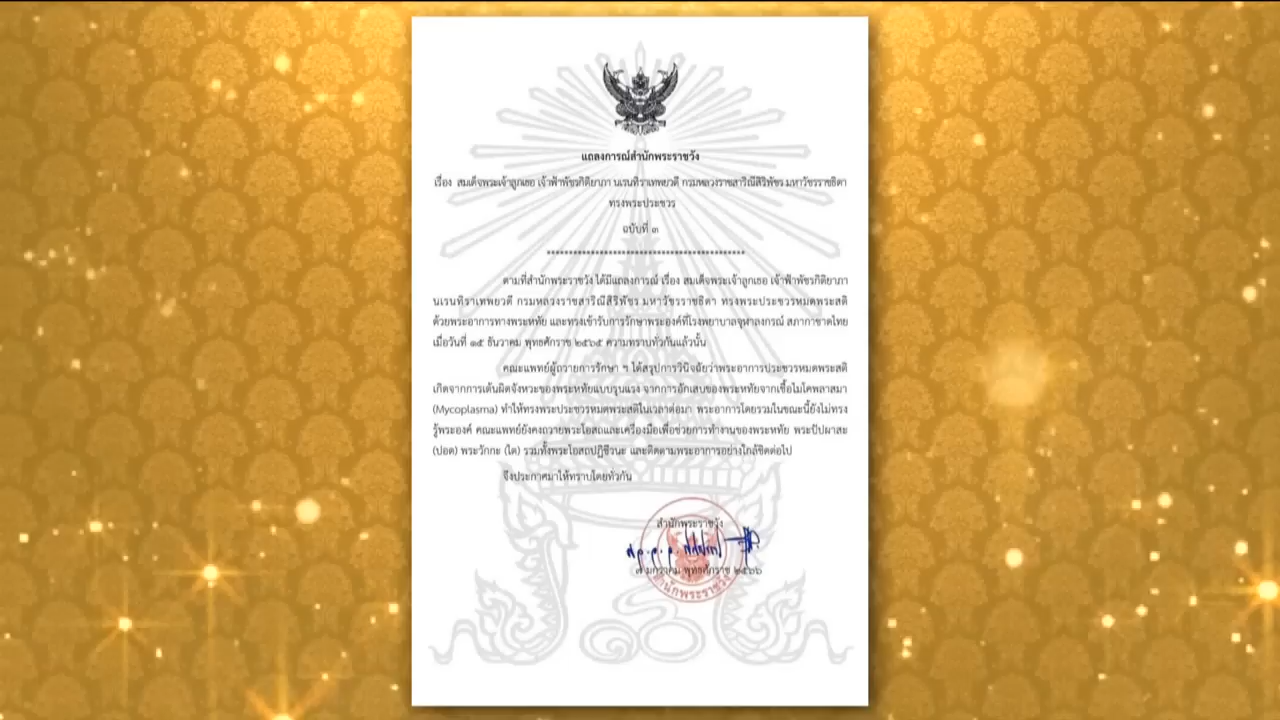 แถลงการณ์สำนักพระราชวัง
เรื่อง สมเด็จพระเจ้าลูกเธอ เจ้าฟ้าพัชรกิติยาภา นเรนทิราเทพยวดี กรมหลวงราชสาริณีสิริพัชร มหาวัชรราชธิดา
ทรงพระประชวร
ฉบับที่ ๓
ตามที่สำนักพระราชวัง ได้มีแถลงการณ์ เรื่อง สมเด็จพระเจ้าลูกเธอ เจ้าฟ้าพัชรกิติยาภา
นเรนทิราเทพยวดี กรมหลวงราชสาริณีสิริพัชร มหาวัชรราชธิดา ทรงพระประชวรหมดพระสติ
ด้วยพระอาการทางพระหทัย และทรงเข้ารับการรักษาพระองค์ที่โรงพยาบาลจุฬาลงกรณ์ สภากาชาดไทย
เมื่อวันที่ ๑๕ ธันวาคม พุทธศักราช ๒๕๖๕ ความทราบทั่วกันแล้วนั้น
คณะแพทย์ผู้ถวายการรักษา ฯ ได้สรุปการวินิจฉัยว่าพระอาการประชวรหมดพระสติ
เกิดจากการเต้นผิดจังหวะของพระหทัยแบบรุนแรง จากการอักเสบของพระหทัยจากเชื้อไมโคพลาสมา
(Mycoplasma) ทำให้ทรงพระประชวรหมดพระสติในเวลาต่อมา พระอาการโดยรวมในขณะนี้ยังไม่ทรง
รู้พระองค์ คณะแพทย์ยังคงถวายพระโอสถและเครื่องมือเพื่อช่วยการทำงานของพระหทัย พระปัปผาสะ
(ปอด) พระวักกะ (ไต) รวมทั้งพระโอสถปฏิชีวนะ และติดตามพระอาการอย่างใกล้ชิดต่อไป
จึงประกาศมาให้ทราบโดยทั่วกัน
สำนักพระราชวัง
๗ มกราคม พุทธศักราช ๒๕๖๖
สำนักพระราชวัง